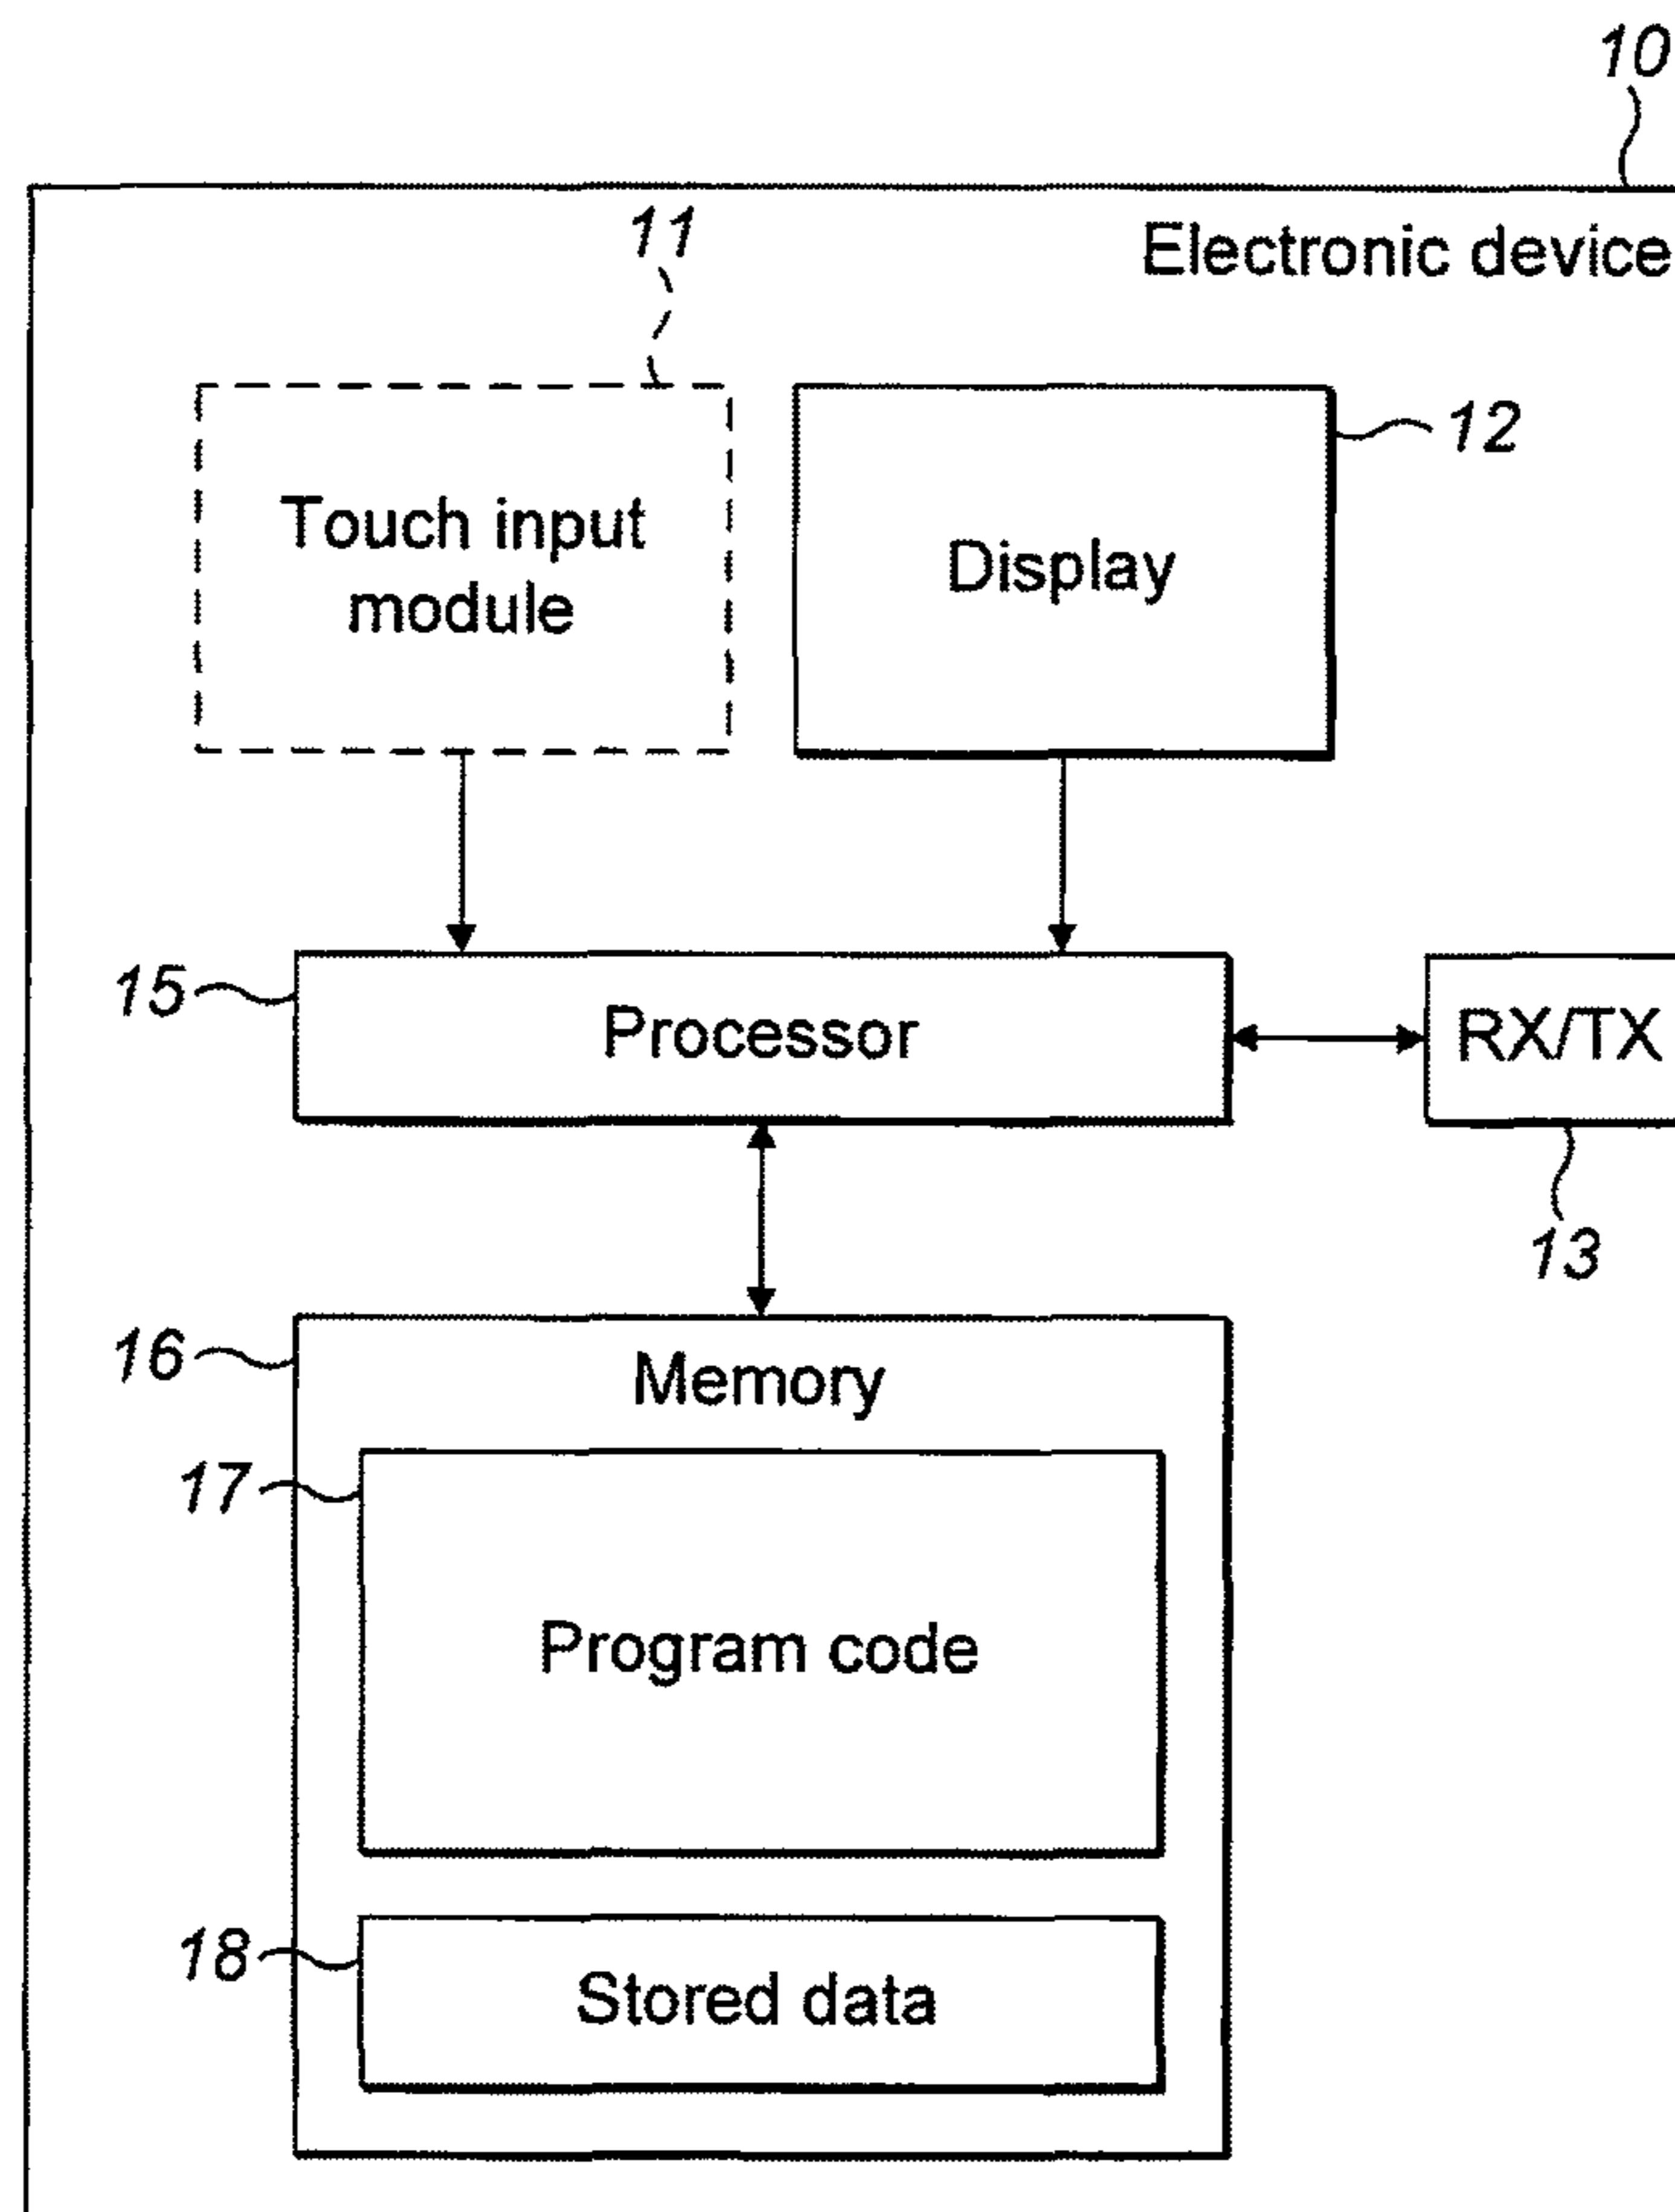 10
Electronic device
11
12
Touch input
module
Display
15
Processor
RX/TX
13
16
Memory
17
Program code
18
Stored data